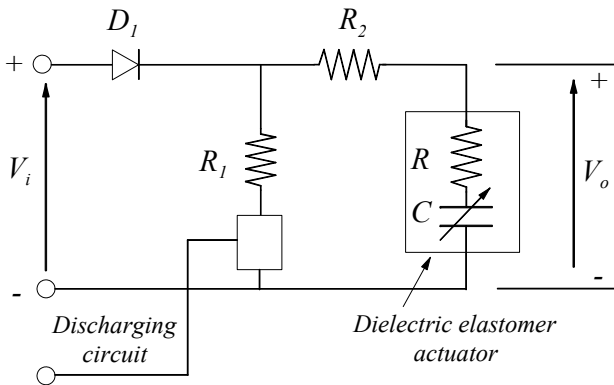 D1
R2
+
+
R1
R
Vi
Vo
C
-
-
Discharging
circuit
Dielectric elastomer
actuator